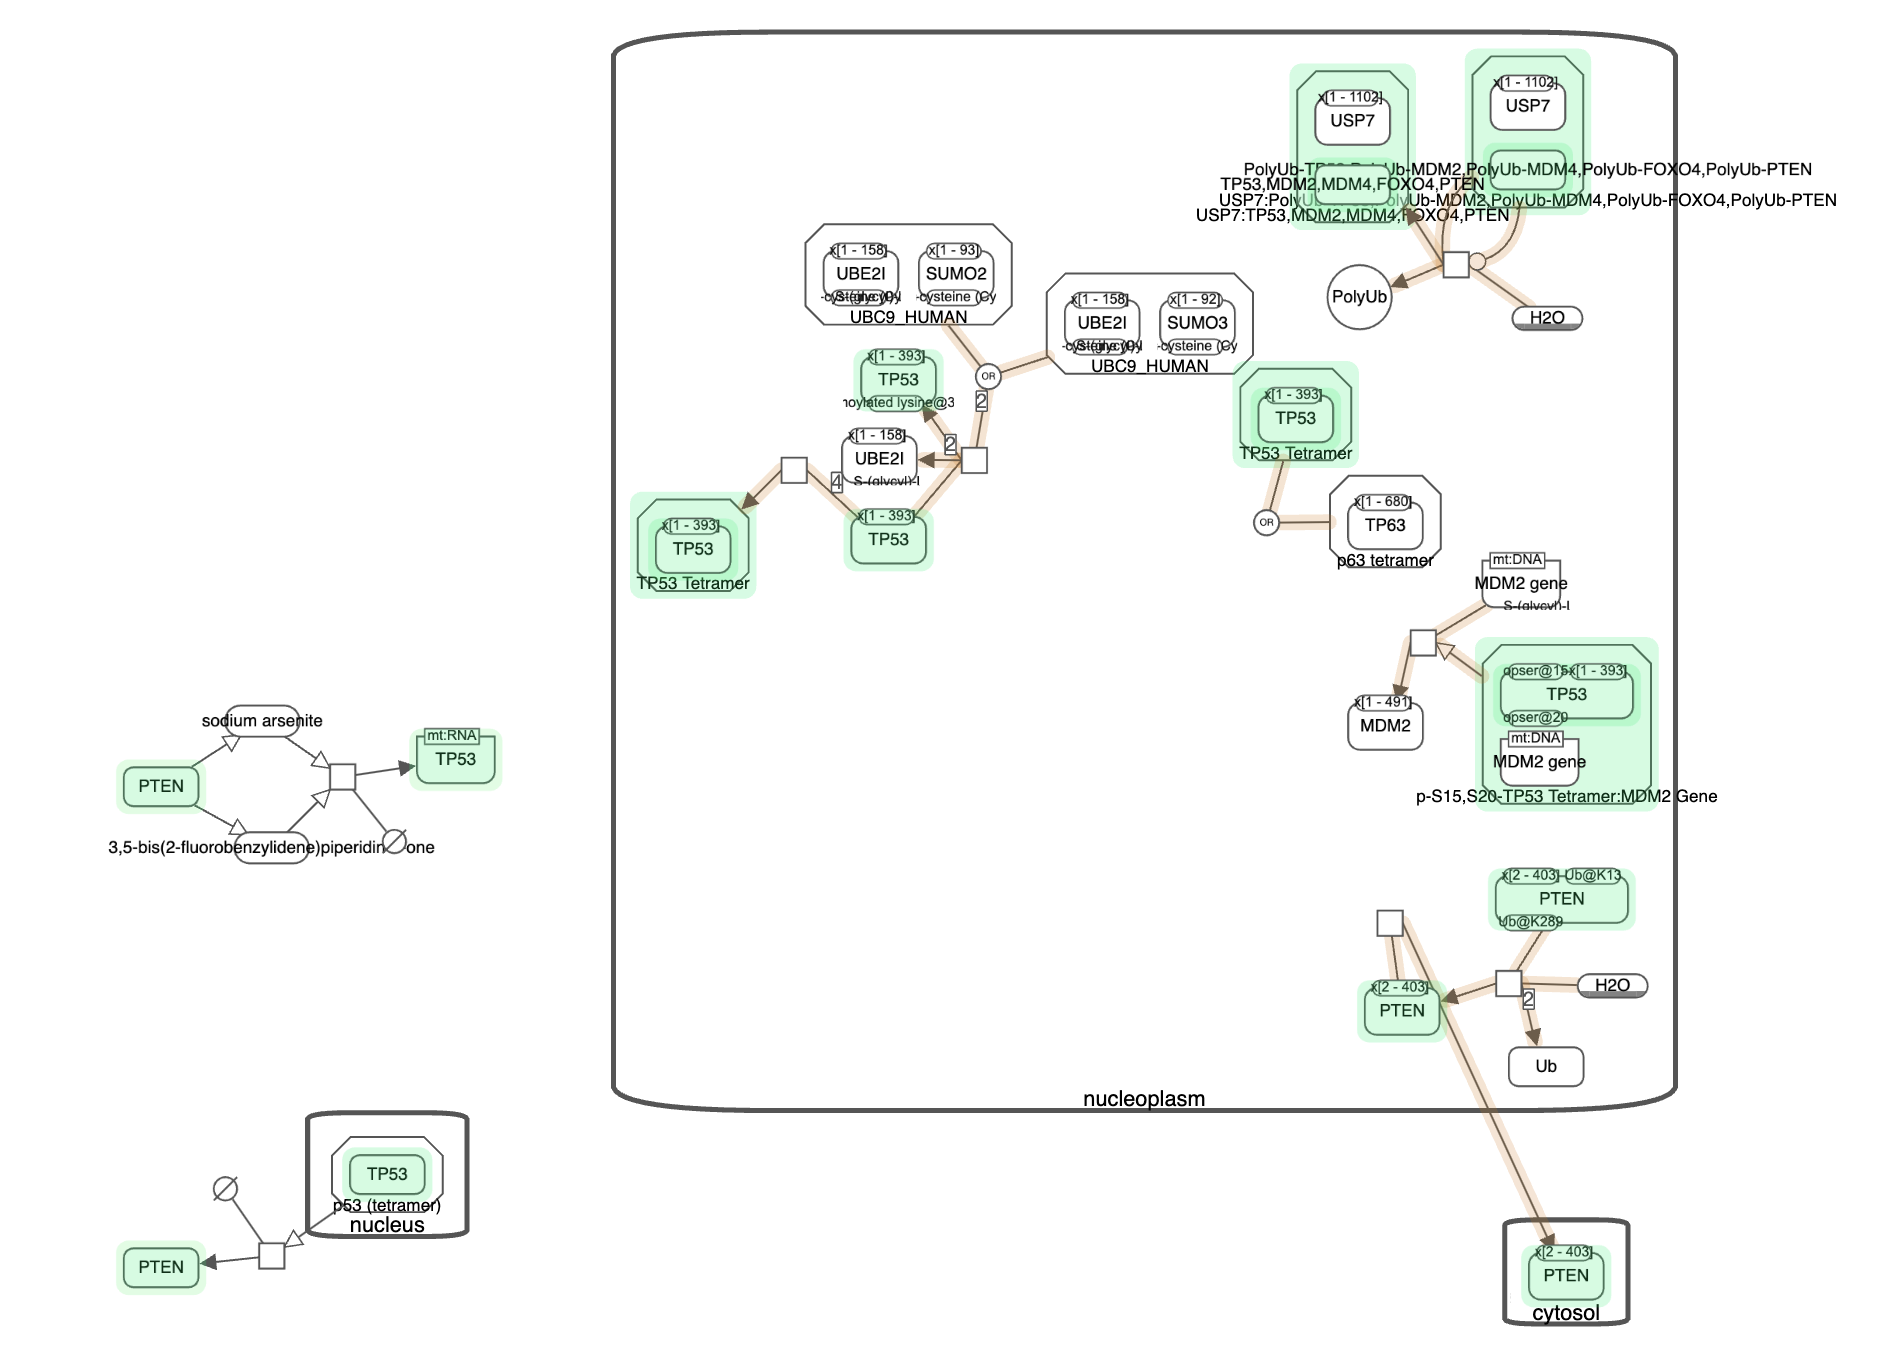 x[1 - 1102]
USP7
x[1 - 1102]
USP7
PolyUb-TP53,PolyUb-MDM2,PolyUb-MDM4,PolyUb-FOXO4,PolyUb-PTEN
TP53,MDM2,MDM4,FOXO4,PTEN
USP7:PolyUb-TP53,PolyUb-MDM2,PolyUb-MDM4,PolyUb-FOXO4,PolyUb-PTEN
USP7:TP53,MDM2,MDM4,FOXO4,PTEN
PolyUb
H2O
x[1 - 158]
UBE2I
x[1 - 93]
SUMO2
-cysteine (Cy
UBC9_HUMAN
x[1 - 158]
UBE2I
x[1 - 92]
SUMO3
-cysteine (Cy
UBC9_HUMAN
OR
2
x[1 - 393]
TP53
noylated lysine@3
2
x[1 - 158]
UBE2I
S-(glycyl)-l
4
x[1 - 393]
TP53
x[1 - 393]
TP53
TP53 Tetramer
x[1 - 393]
TP53
TP53 Tetramer
OR
x[1 - 680]
TP63
p63 tetramer
mt:DNA
MDM2 gene
S-(glycyl)-l
x[1 - 491]
MDM2
opser@15
x[1 - 393]
TP53
opser@20
mt:DNA
MDM2 gene
p-S15,S20-TP53 Tetramer:MDM2 Gene
sodium arsenite
PTEN
mt:RNA
TP53
3,5-bis(2-fluorobenzylidene)piperidin one
x[2 - 403]
Ub@K13
PTEN
Ub@K289
H2O
2
x[2 - 403]
PTEN
Ub
nucleoplasm
TP53
p53 (tetramer)
nucleus
PTEN
x[2 - 403]
PTEN
cytosol